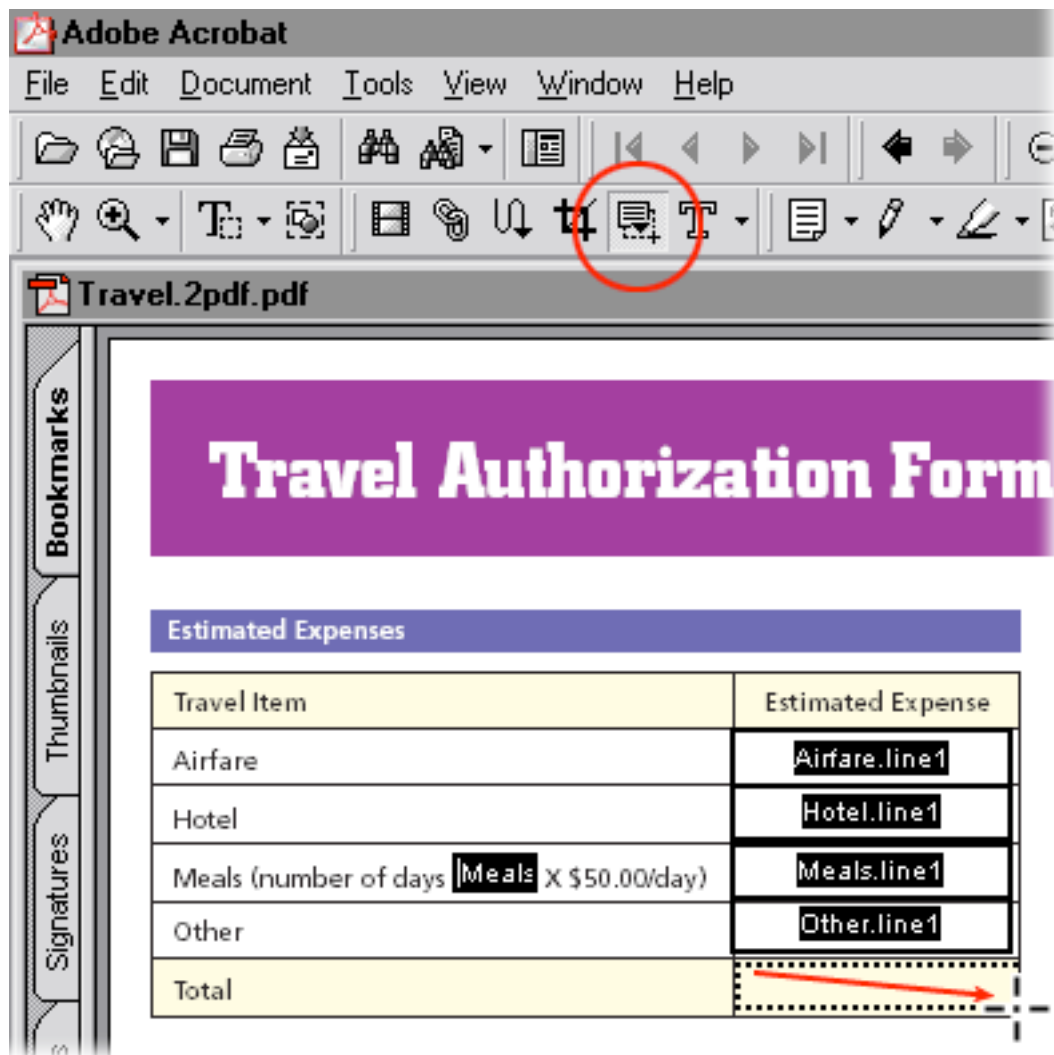 Adobe Acrobat
File Edit Document Tools View Window Help
Travel.2pdf.pdf
Bookmarks
Thumbnails
Signatures
Travel Authorization Form
Estimated Expenses
Travel Item Estimated Expense
Airfare Airfare.line1
Hotel Hotel.line1
Meals (number of days Meals X $50.00/day) Meals.line1
Other Other.line1
Total